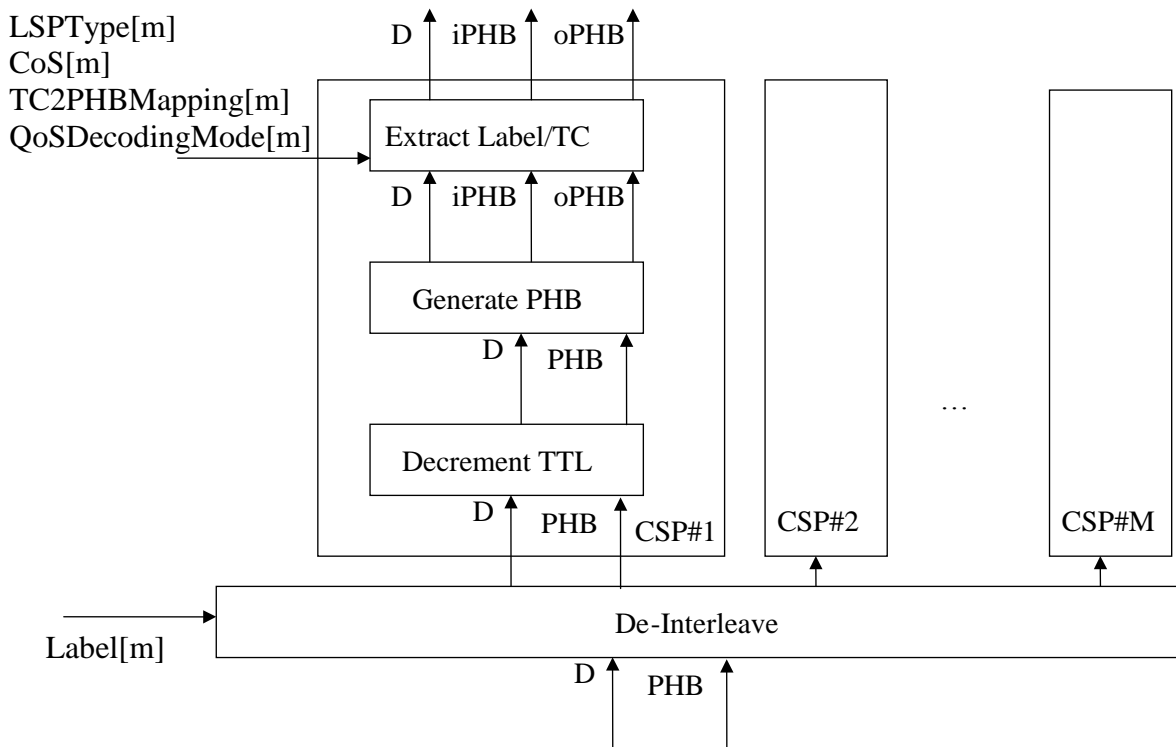 LSPType[m]
CoS[m]
TC2PHBMapping[m]
QoSDecodingMode[m]
D iPHB oPHB
Extract Label/TC
D iPHB oPHB
Generate PHB
D PHB
Decrement TTL
D PHB CSP#1
CSP#2
...
CSP#M
De-Interleave
Label[m]
D PHB